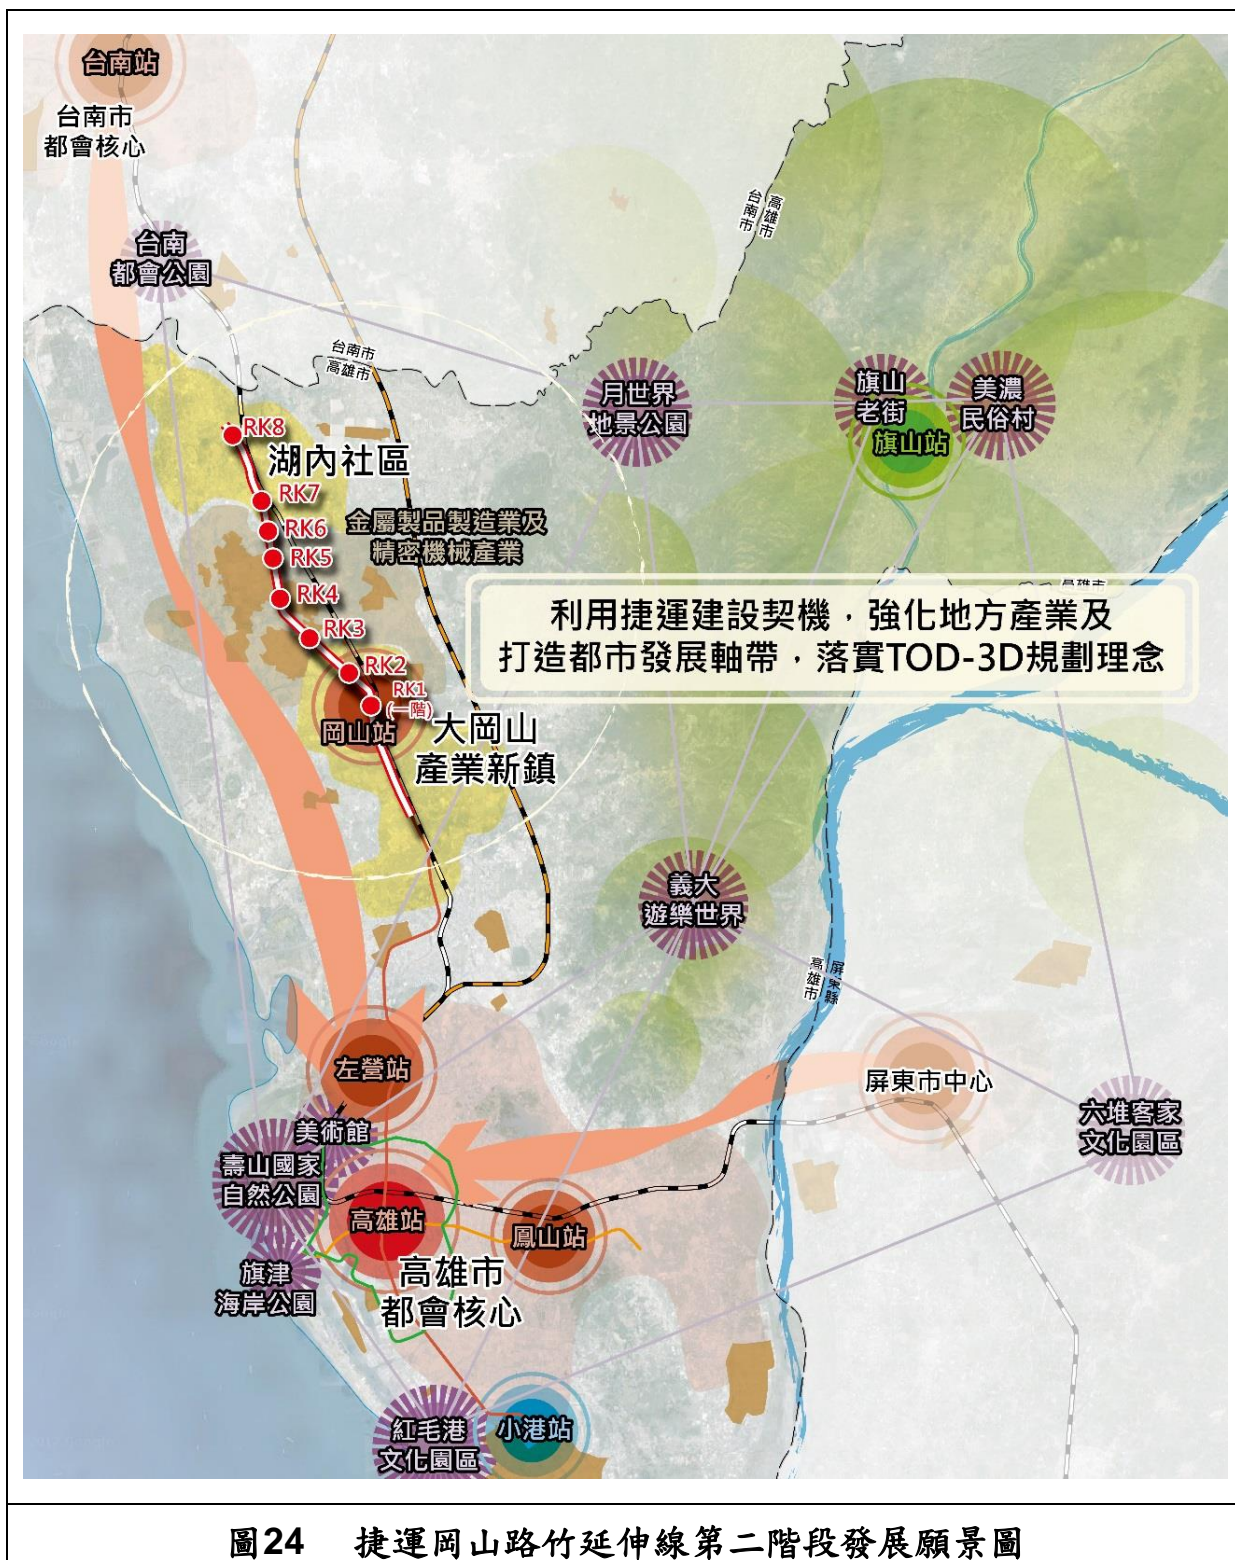 台南站
台南市
都會核心
台南
都會公園
高雄市
台南市
台南市
高雄市
月世界
地景公園
旗山
老街
旗山站
美濃
民俗村
RK8
湖內社區
RK7
RK6
RK5
RK4
RK3
RK2
RK1
(一階)
金屬製品製造業及
精密機械產業
高雄市
利用捷運建設契機，強化地方產業及
打造都市發展軸帶，落實TOD-3D規劃理念
岡山站
大岡山
產業新鎮
義大
遊樂世界
屏東縣
高雄市
左營站
屏東市中心
美術館
六堆客家
文化園區
壽山國家
自然公園
高雄站
鳳山站
旗津
海岸公園
高雄市
都會核心
紅毛港
文化園區
小港站
圖24 捷運岡山路竹延伸線第二階段發展願景圖